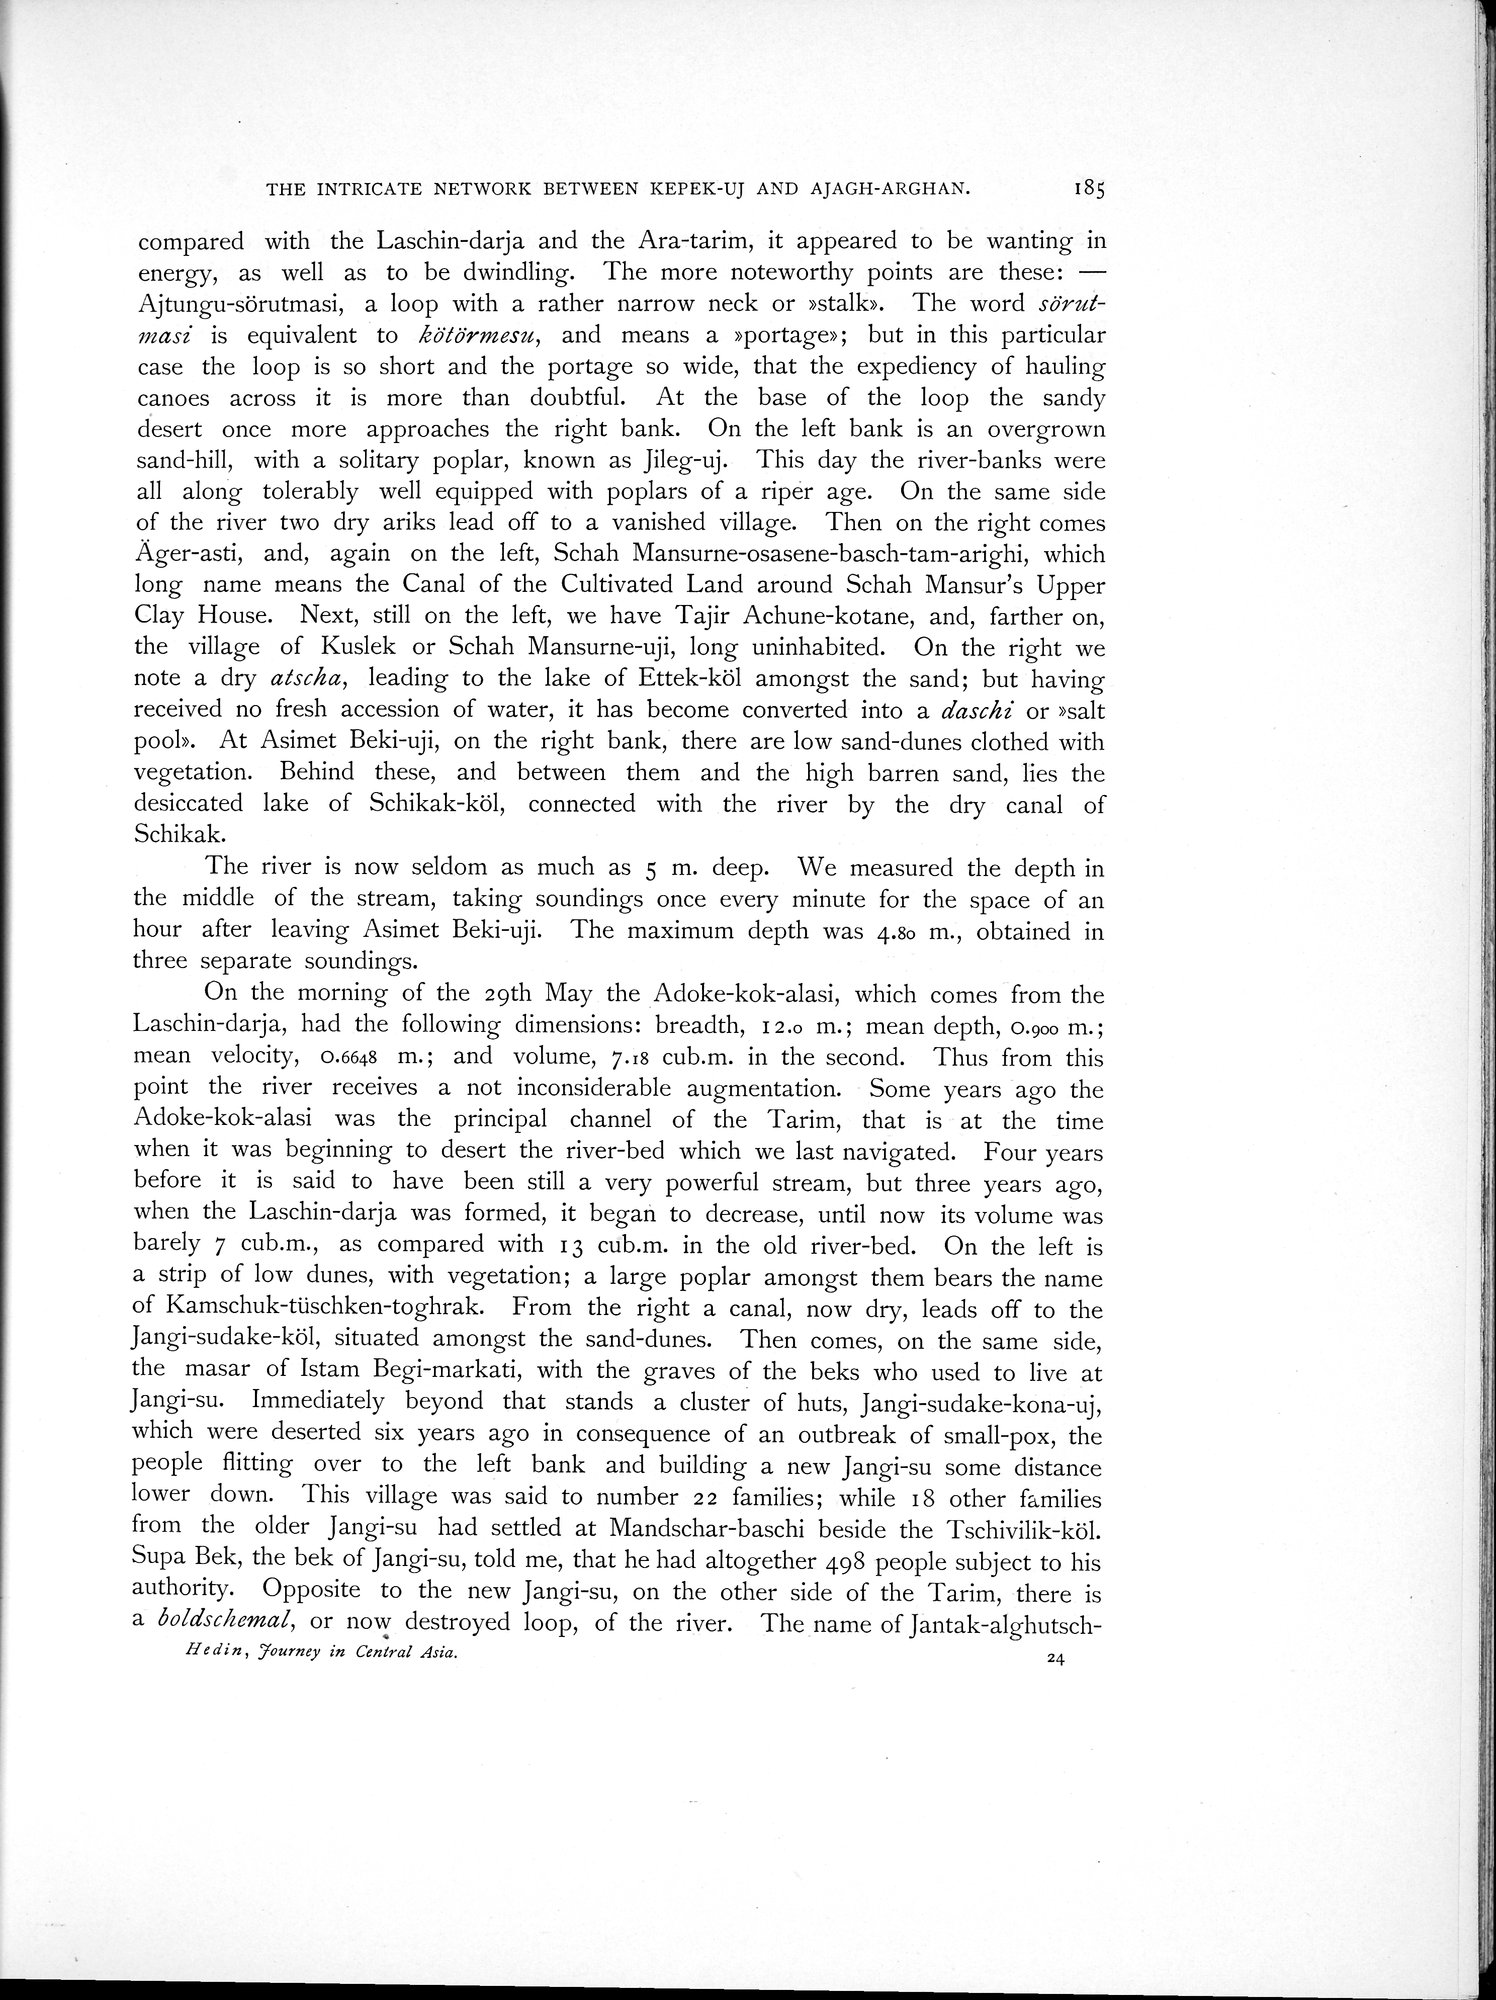 THE INTRICATE NETWORK BETWEEN KEPEK-UJ AND AJAGH-ARGHAN. 185
compared with the Laschin-darja and the Ara-tarim, it appeared to be wanting in
energy, as well as to be dwindling. The more noteworthy points are these: —
Ajtungu-sörutmasi, a loop with a rather narrow neck or »stalk». The word sörut-
masi is equivalent to kötörmesu, and means a »portage»; but in this particular
case the loop is so short and the portage so wide, that the expediency of hauling
canoes across it is more than doubtful. At the base of the loop the sandy
desert once more approaches the right bank. On the left bank is an overgrown
sand-hill, with a solitary poplar, known as Jileg-uj. This day the river-banks were
all along tolerably well equipped with poplars of a riper age. On the same side
of the river two dry ariks lead off to a vanished village. Then on the right comes
Äger-asti, and, again on the left, Schah Mansurne-osasene-basch-tam-arighi, which
long name means the Canal of the Cultivated Land around Schah Mansur's Upper
Clay House. Next, still on the left, we have Tajir Achune-kotane, and, farther on,
the village of Kuslek or Schah Mansurne-uji, long uninhabited. On the right we
note a dry atscha, leading to the lake of Ettek-köl amongst the sand; but having
received no fresh accession of water, it has become converted into a daschi or »salt
pool». At Asimet Beki-uji, on the right bank, there are low sand-dunes clothed with
vegetation. Behind these, and between them and the high barren sand, lies the
desiccated lake of Schikak-köl, connected with the river by the dry canal of
Schikak.
The river is now seldom as much as 5 m. deep. We measured the depth in
the middle of the stream, taking soundings once every minute for the space of an
hour after leaving Asimet Beki-uji. The maximum depth was 4.80 m., obtained in
three separate soundings.
On the morning of the 29th May the Adoke-kok-alasi, which comes from the
Laschin-darja, had the following dimensions: breadth, 12.0 m.; mean depth, 0.900 m.;
mean velocity, 0.6648 m.; and volume, 7.18 cub.m. in the second. Thus from this
point the river receives a not inconsiderable augmentation. Some years ago the
Adoke-kok-alasi was the principal channel of the Tarim, that is at the time
when it was beginning to desert the river-bed which we last navigated. Four years
before it is said to have been still a very powerful stream, but three years ago,
when the Laschin-darja was formed, it began to decrease, until now its volume was
barely 7 cub.m., as compared with 13 cub.m. in the old river-bed. On the left is
a strip of low dunes, with vegetation; a large poplar amongst them bears the name
of Kamschuk-tüschken-toghrak. From the right a canal, now dry, leads off to the
Jangi-sudake-köl, situated amongst the sand-dunes. Then comes, on the same side,
the masar of Istam Begi-markati, with the graves of the beks who used to live at
Jangi-su. Immediately beyond that stands a cluster of huts, Jangi-sudake-kona-uj,
which were deserted six years ago in consequence of an outbreak of small-pox, the
people flitting over to the left bank and building a new Jangi-su some distance
lower down. This village was said to number 22 families; while 18 other families
from the older Jangi-su had settled at Mandschar-baschi beside the Tschivilik-köl.
Supa Bek, the bek of Jangi-su, told me, that he had altogether 498 people subject to his
authority. Opposite to the new Jangi-su, on the other side of the Tarim, there is
a boldschemal, or now destroyed loop, of the river. The name of Jantak-alghutsch-
Hedin, Journey in Central Asia. 24